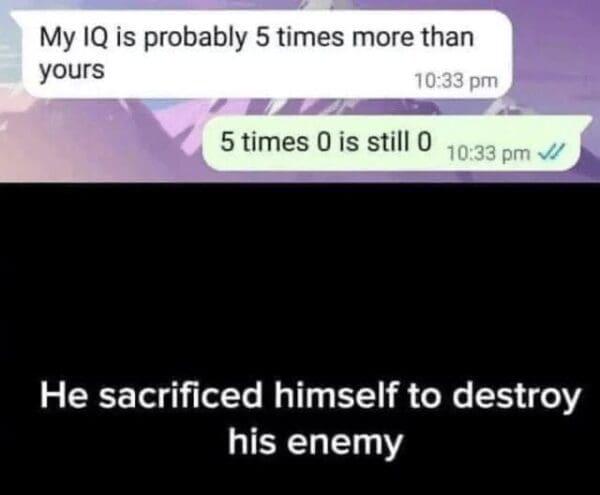 My IQ is probably 5 times more than
yours
10:33 pm
5 times 0 is still 0
10:33 pm
He sacrificed himself to destroy
his enemy